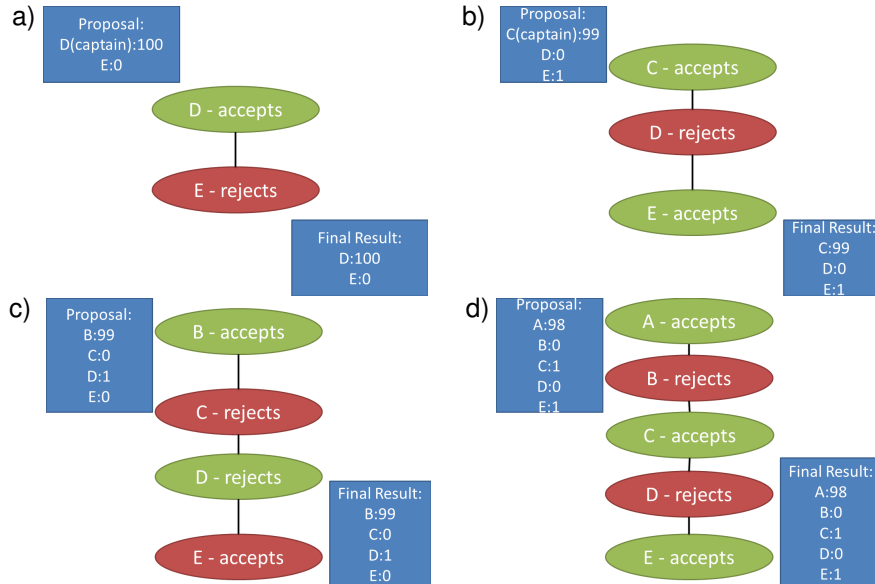 a)
Proposal:
D(captain):100
E:0
D - accepts
E - rejects
Final Result:
D:100
E:0
b)
Proposal:
C(captain):99
D:0
E:1
C - accepts
D - rejects
E - accepts
Final Result:
C:99
D:0
E:1
c)
Proposal:
B:99
C:0
D:1
E:0
B - accepts
C - rejects
D - rejects
E - accepts
Final Result:
B:99
C:0
D:1
E:0
d)
Proposal:
A:98
B:0
C:1
D:0
E:1
A - accepts
B - rejects
C - accepts
D - rejects
E - accepts
Final Result:
A:98
B:0
C:1
D:0
E:1